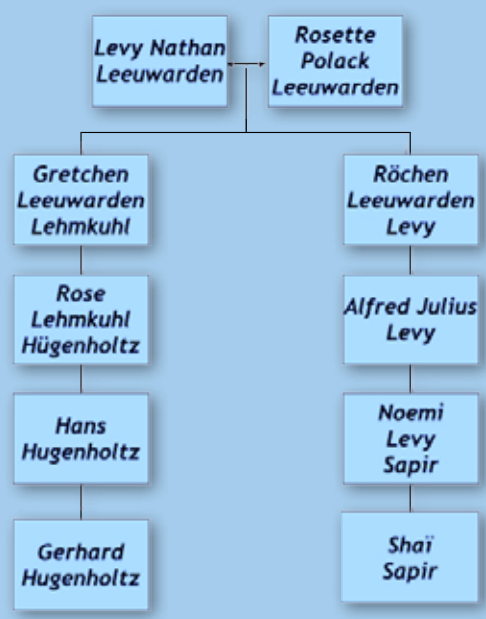 Levy Nathan
Leeuwarden
Rosette
Polack
Leeuwarden
Gretchen
Leeuwarden
Lehmkuhl
Röchen
Leeuwarden
Levy
Rose
Lehmkuhl
Hügenholtz
Alfred Julius
Levy
Hans
Hugenholtz
Noemi
Levy
Sapir
Gerhard
Hugenholtz
Shaï
Sapir